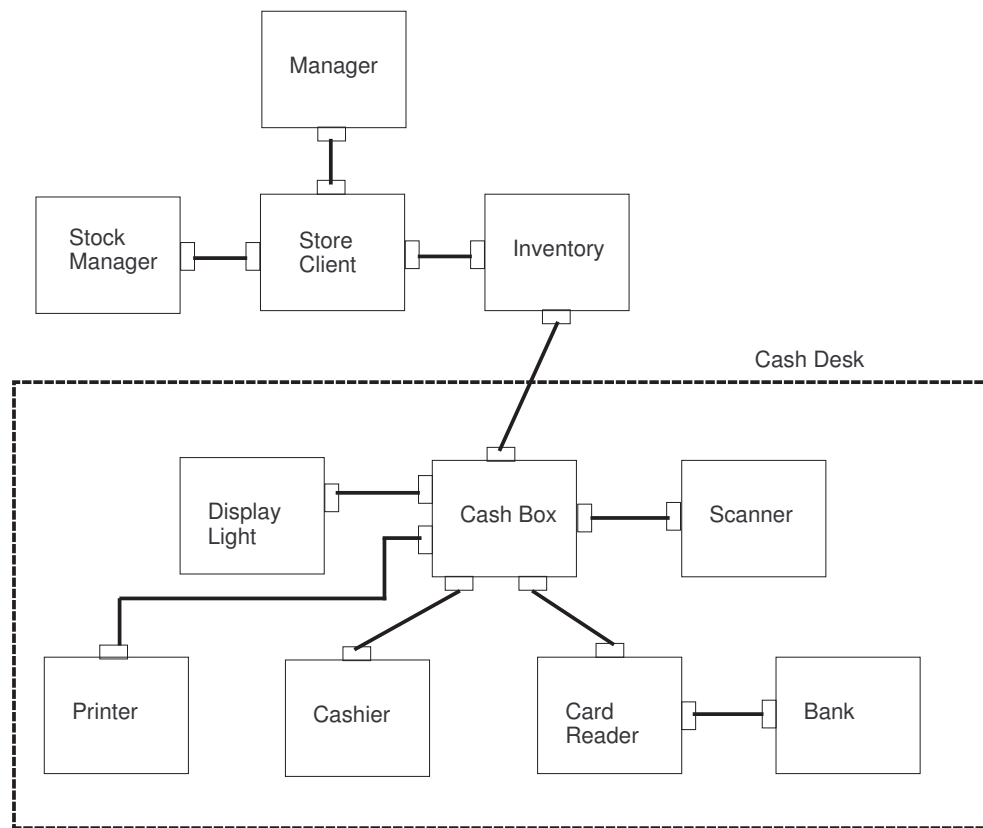 Manager
Stock
Manager
Store
Client
Inventory
Cash Desk
Display
Light
Cash Box
Scanner
Printer
Cashier
Card
Reader
Bank